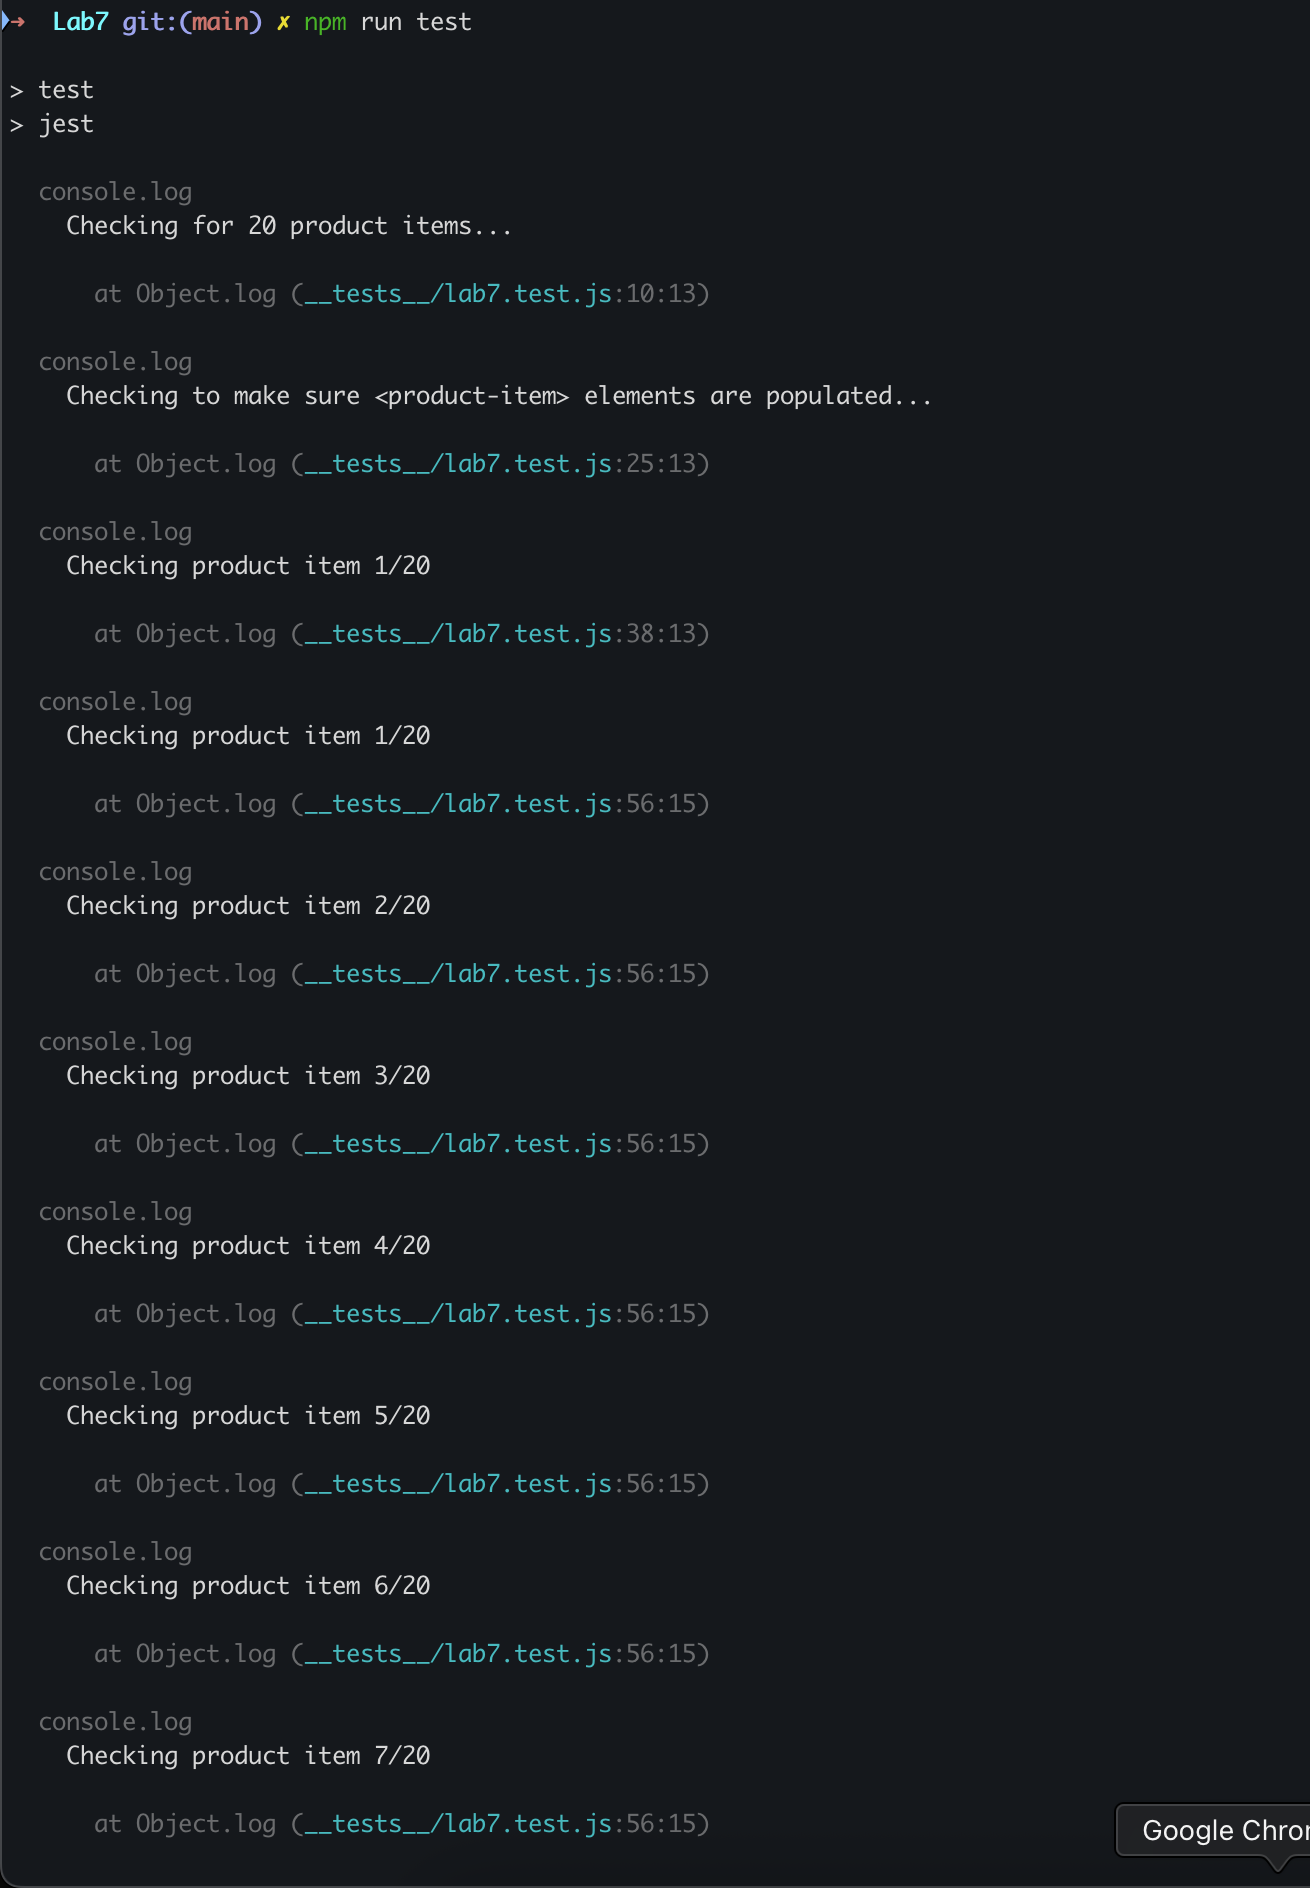 ➜ Lab7 git:(main) ✗ npm run test
> test
> jest
console.log
Checking for 20 product items...
at Object.log (__tests__/lab7.test.js:10:13)
console.log
Checking to make sure <product-item> elements are populated...
at Object.log (__tests__/lab7.test.js:25:13)
console.log
Checking product item 1/20
at Object.log (__tests__/lab7.test.js:38:13)
console.log
Checking product item 1/20
at Object.log (__tests__/lab7.test.js:56:15)
console.log
Checking product item 2/20
at Object.log (__tests__/lab7.test.js:56:15)
console.log
Checking product item 3/20
at Object.log (__tests__/lab7.test.js:56:15)
console.log
Checking product item 4/20
at Object.log (__tests__/lab7.test.js:56:15)
console.log
Checking product item 5/20
at Object.log (__tests__/lab7.test.js:56:15)
console.log
Checking product item 6/20
at Object.log (__tests__/lab7.test.js:56:15)
console.log
Checking product item 7/20
at Object.log (__tests__/lab7.test.js:56:15)
Google Chro